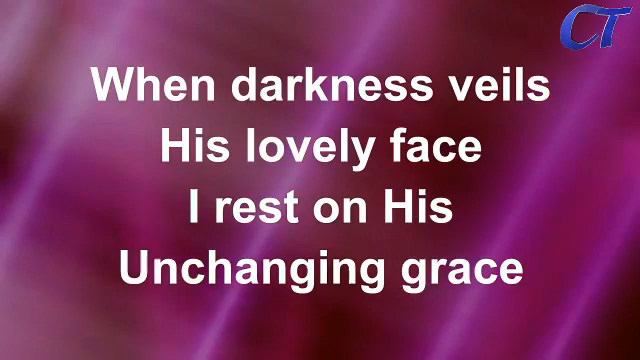 CT
When darkness veils
His lovely face
I rest on His
Unchanging grace